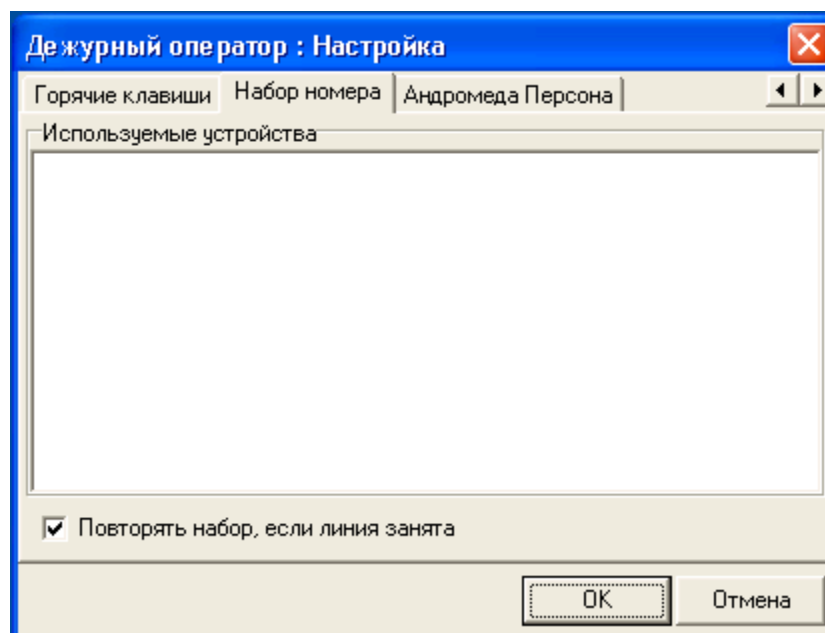 Дежурный оператор : Настройка
Горячие клавиши Набор номера Андромеда Персона
Используемые устройства
Повторять набор, если линия занята
OK Отмена